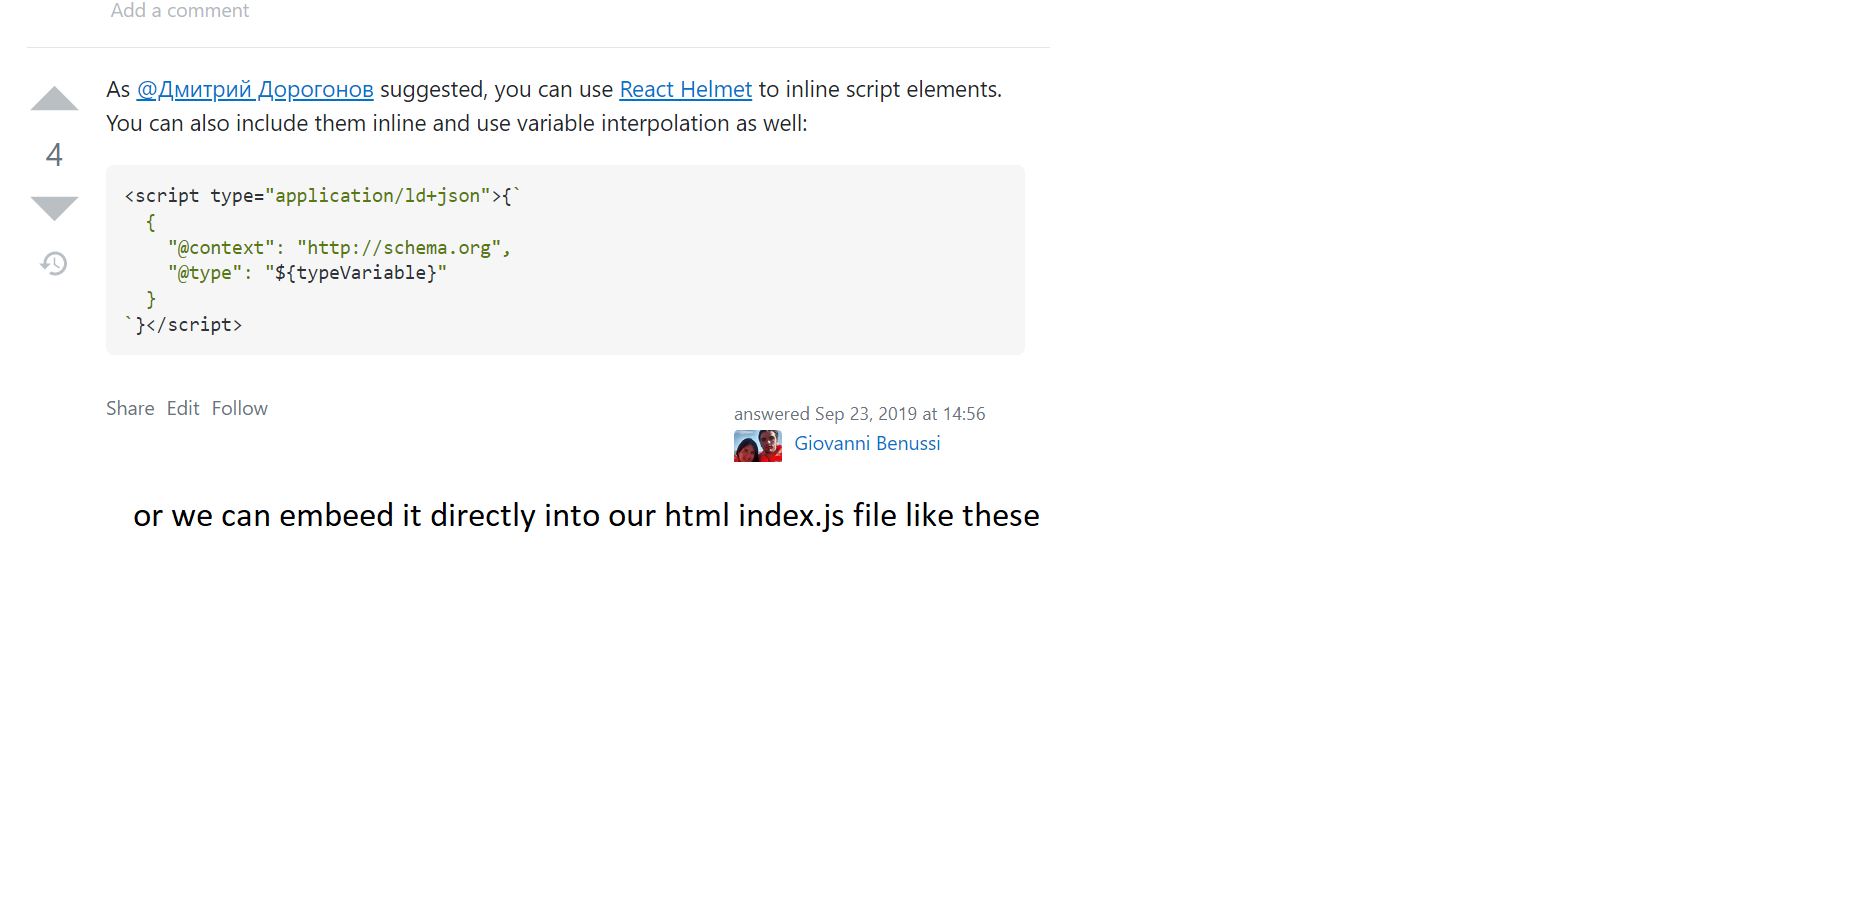 Add a comment
As @Дмитрий Дорогонов suggested, you can use React Helmet to inline script elements.
You can also include them inline and use variable interpolation as well:
4
<script type="application/ld+json">{`
  {
    "@context": "http://schema.org",
    "@type": "${typeVariable}"
  }
`}</script>
Share Edit Follow
answered Sep 23, 2019 at 14:56
Giovanni Benussi
or we can embeed it directly into our html index.js file like these